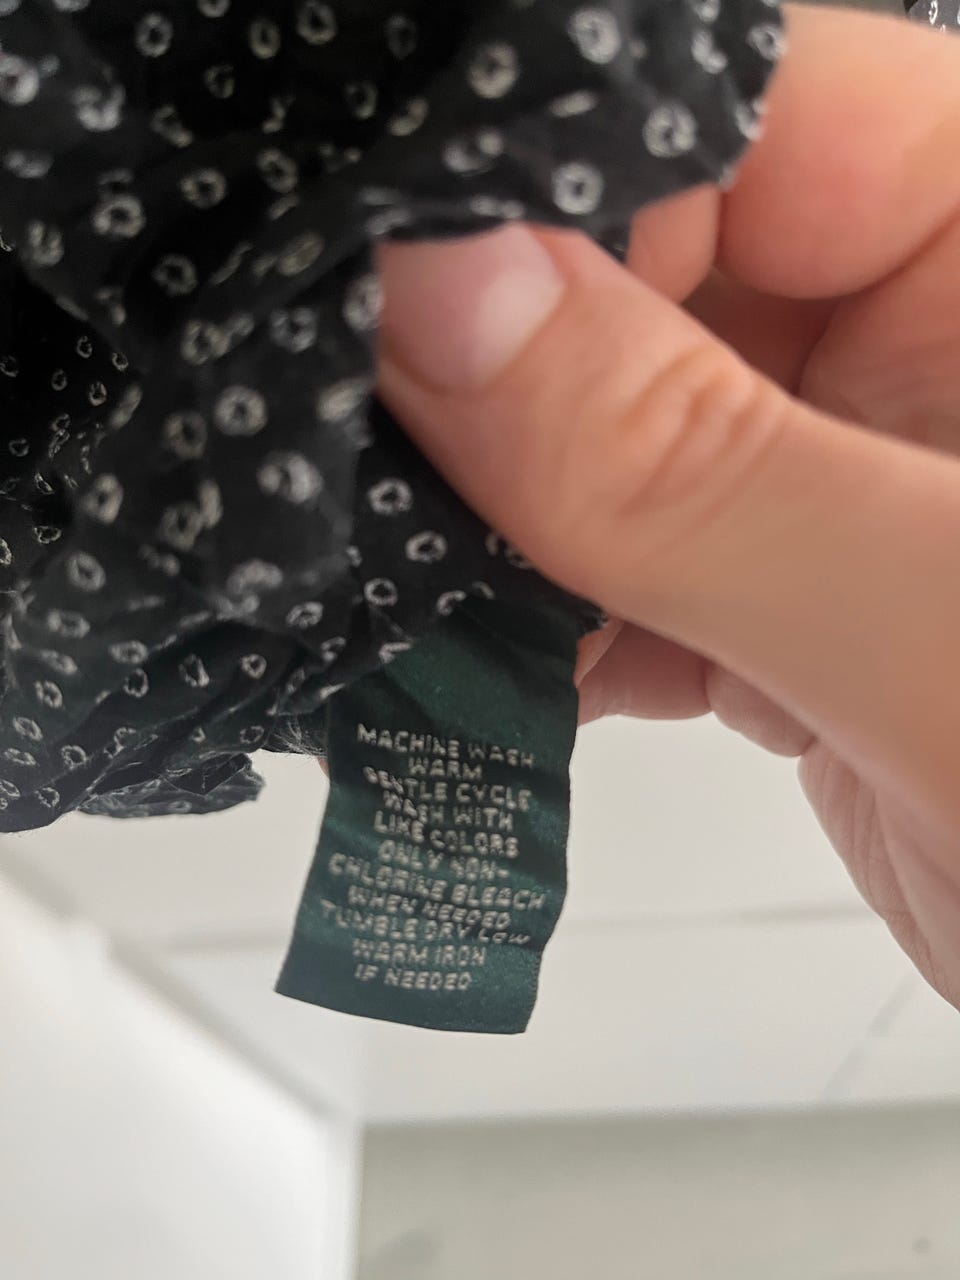 MACHINE WASH
WARM
GENTLE CYCLE
WASH WITH
LIKE COLORS
ONLY NON-
CHLORINE BLEACH
WHEN NEEDED
TUMBLE DRY LOW
WARM IRON
IF NEEDED